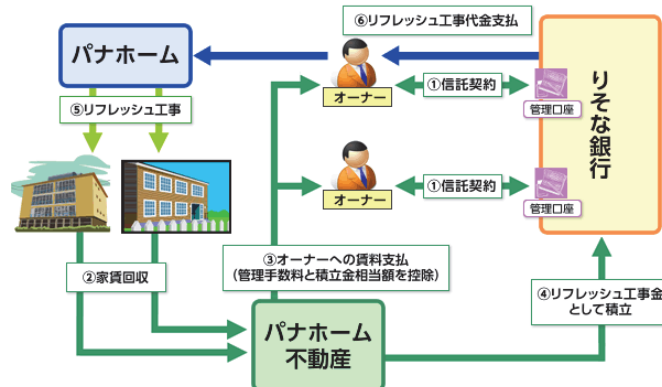 ⑥リフレッシュ工事代金支払
パナホーム
りそな銀行
オーナー
①信託契約
管理口座
⑤リフレッシュ工事
オーナー
①信託契約
管理口座
②家賃回収
③オーナーへの賃料支払
（管理手数料と積立金相当額を控除）
④リフレッシュ工事金
として積立
パナホーム
不動産